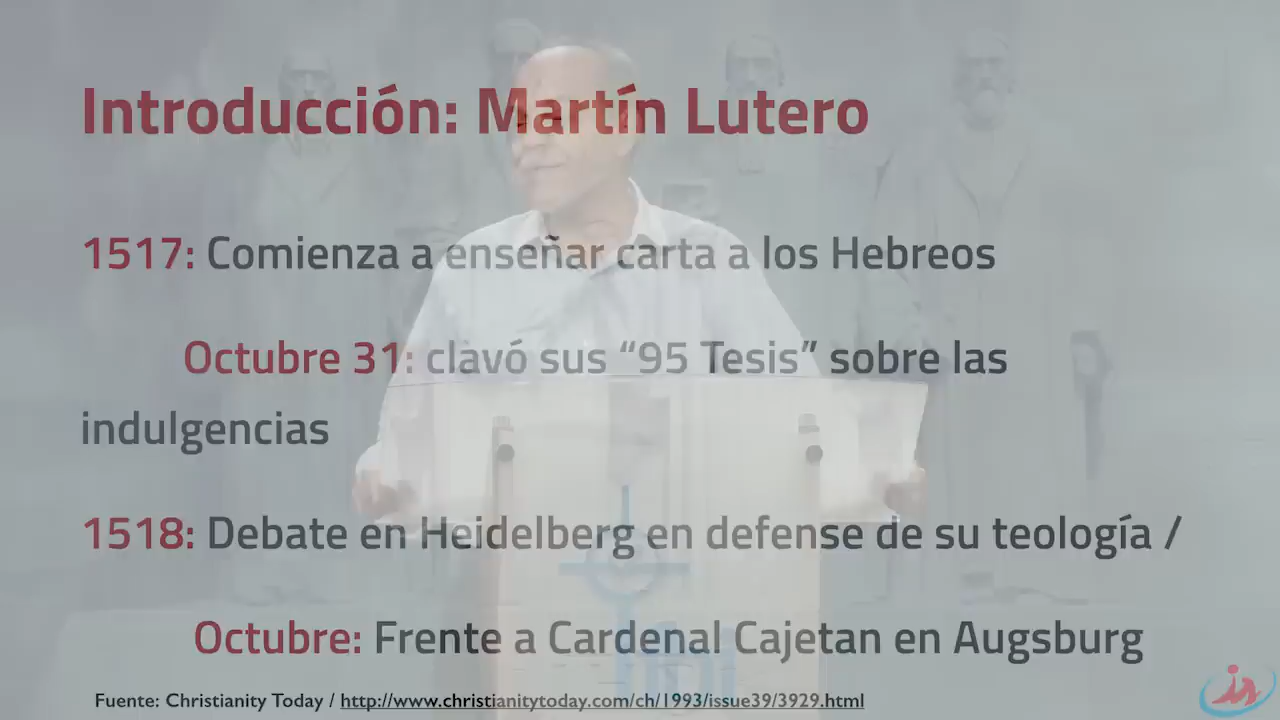 Introducción: Martín Lutero
1517: Comienza a enseñar carta a los Hebreos
Octubre 31: clavó sus “95 Tesis” sobre las
indulgencias
1518: Debate en Heidelberg en defense de su teología /
Octubre: Frente a Cardenal Cajetan en Augsburg
Fuente: Christianity Today / http://www.christianitytoday.com/ch/1993/issue39/3929.html